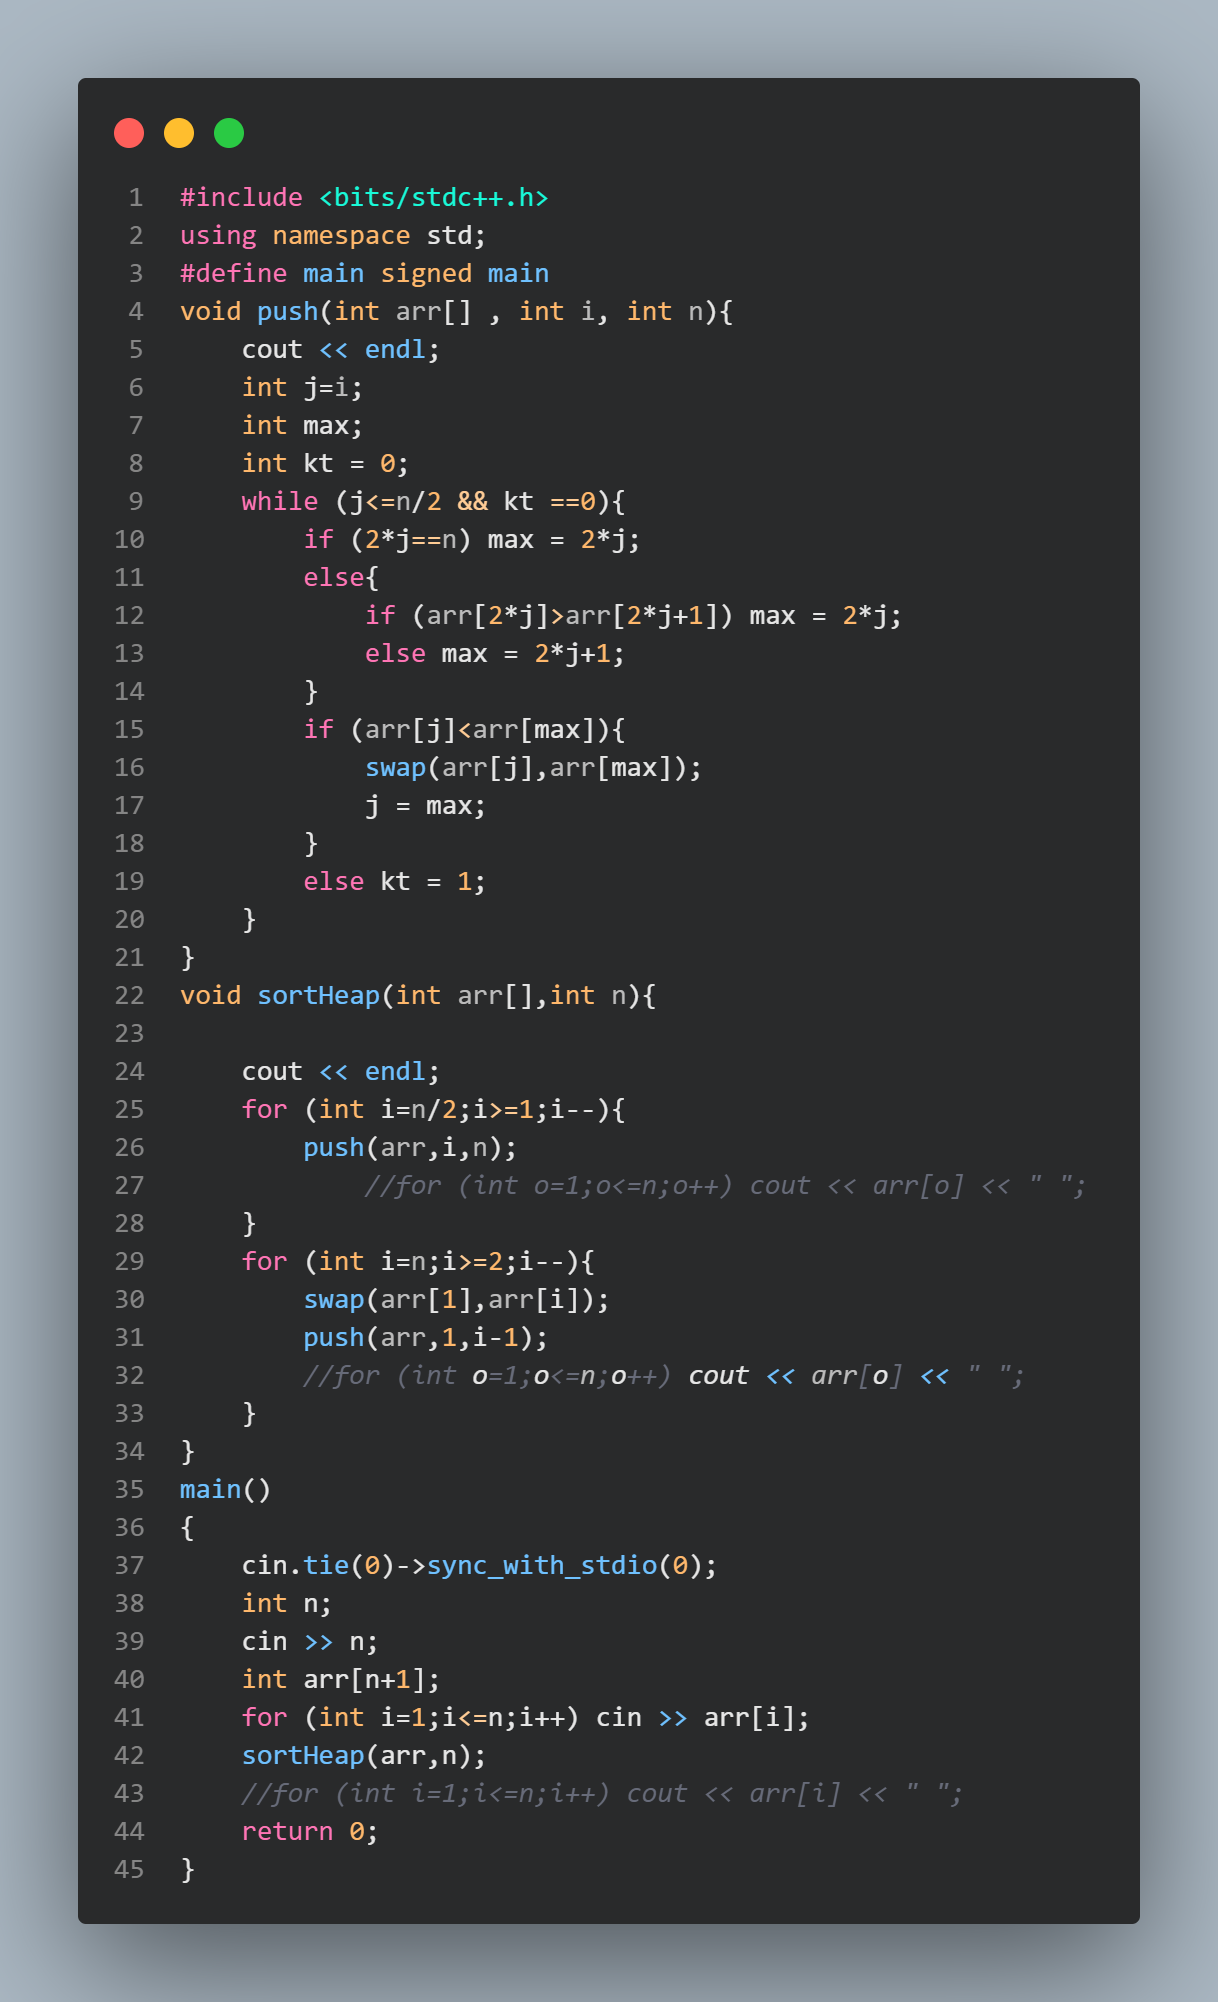 1 #include <bits/stdc++.h>
2 using namespace std;
3 #define main signed main
4 void push(int arr[] , int i, int n){
5     cout << endl;
6     int j=i;
7     int max;
8     int kt = 0;
9     while (j<=n/2 && kt ==0){
10         if (2*j==n) max = 2*j;
11         else{
12             if (arr[2*j]>arr[2*j+1]) max = 2*j;
13             else max = 2*j+1;
14         }
15         if (arr[j]<arr[max]){
16             swap(arr[j],arr[max]);
17             j = max;
18         }
19         else kt = 1;
20     }
21 }
22 void sortHeap(int arr[],int n){
23
24     cout << endl;
25     for (int i=n/2;i>=1;i--){
26         push(arr,i,n);
27             //for (int o=1;o<=n;o++) cout << arr[o] << " ";
28     }
29     for (int i=n;i>=2;i--){
30         swap(arr[1],arr[i]);
31         push(arr,1,i-1);
32         //for (int o=1;o<=n;o++) cout << arr[o] << " ";
33     }
34 }
35 main()
36 {
37     cin.tie(0)->sync_with_stdio(0);
38     int n;
39     cin >> n;
40     int arr[n+1];
41     for (int i=1;i<=n;i++) cin >> arr[i];
42     sortHeap(arr,n);
43     //for (int i=1;i<=n;i++) cout << arr[i] << " ";
44     return 0;
45 }